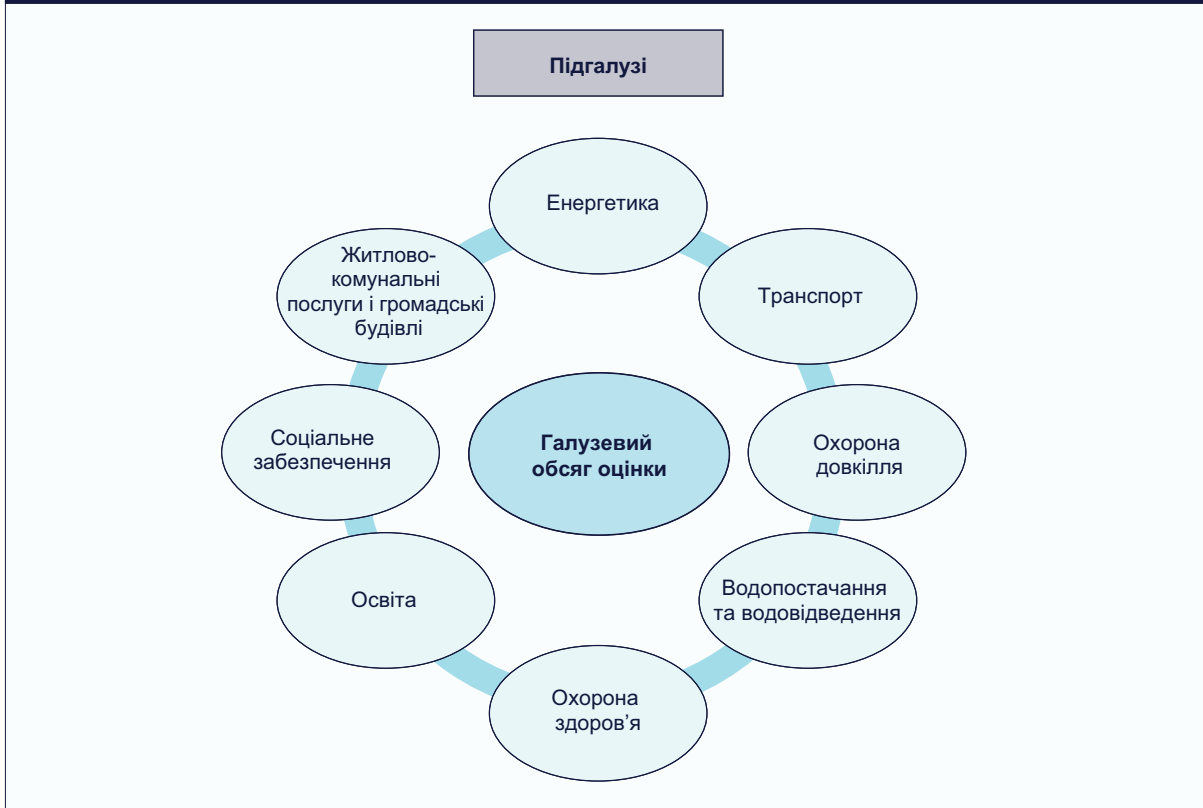 Підгалузі
Енергетика
Житлово-
комунальні
послуги і громадські
будівлі
Транспорт
Соціальне
забезпечення
Галузевий
обсяг оцінки
Охорона
довкілля
Освіта
Водопостачання
та водовідведення
Охорона
здоров’я